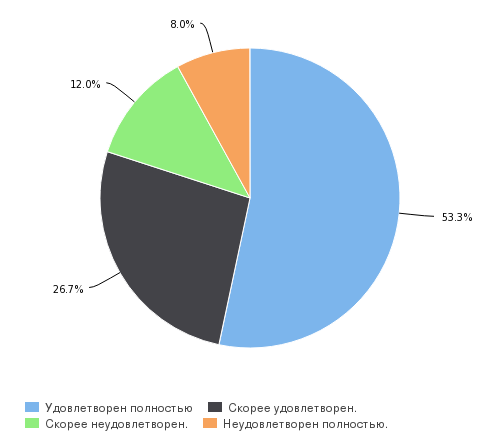 8.0%
12.0%
53.3%
26.7%
Удовлетворен полностью Скорее удовлетворен.
Скорее неудовлетворен. Неудовлетворен полностью.